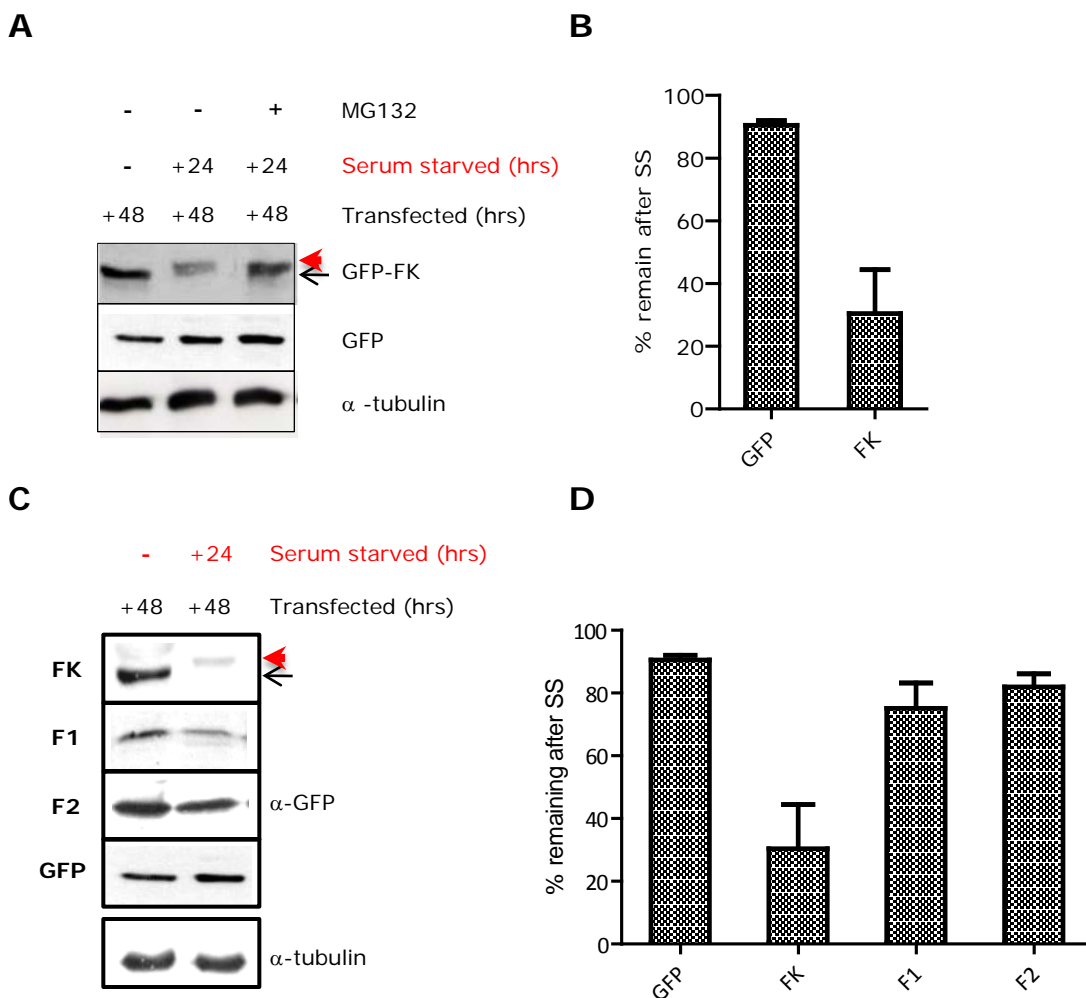 A
- - + MG132
- +24 +24 Serum starved (hrs)
+48 +48 +48 Transfected (hrs)
GFP-FK
GFP
α -tubulin
B
% remain after SS
100
80
60
40
20
0
GFP
FK
C
- +24 Serum starved (hrs)
+48 +48 Transfected (hrs)
FK
F1
F2
α-GFP
GFP
α-tubulin
D
% remaining after SS
100
80
60
40
20
0
GFP
FK
F1
F2